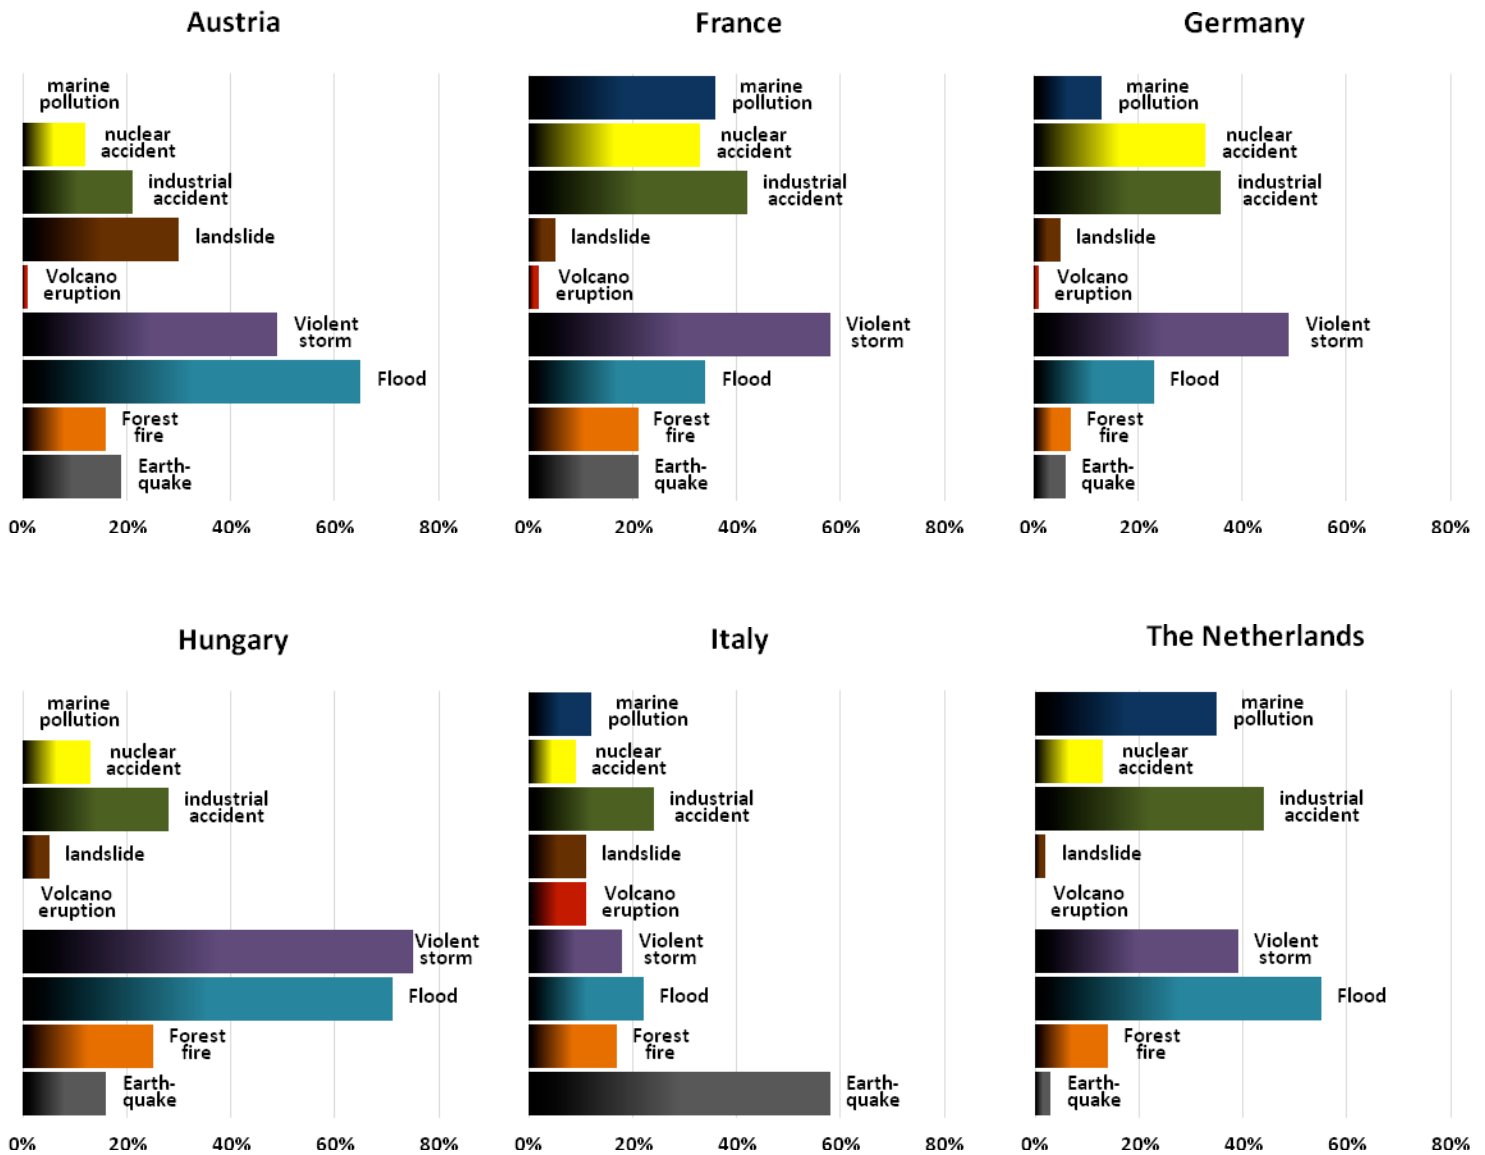 Austria
marine
pollution
nuclear
accident
industrial
accident
landslide
Volcano
eruption
Violent
storm
Flood
Forest
fire
Earth-
quake
0% 20% 40% 60% 80%
France
marine
pollution
nuclear
accident
industrial
accident
landslide
Volcano
eruption
Violent
storm
Flood
Forest
fire
Earth-
quake
0% 20% 40% 60% 80%
Germany
marine
pollution
nuclear
accident
industrial
accident
landslide
Volcano
eruption
Violent
storm
Flood
Forest
fire
Earth-
quake
0% 20% 40% 60% 80%
Hungary
marine
pollution
nuclear
accident
industrial
accident
landslide
Volcano
eruption
Violent
storm
Flood
Forest
fire
Earth-
quake
0% 20% 40% 60% 80%
Italy
marine
pollution
nuclear
accident
industrial
accident
landslide
Volcano
eruption
Violent
storm
Flood
Forest
fire
Earth-
quake
0% 20% 40% 60% 80%
The Netherlands
marine
pollution
nuclear
accident
industrial
accident
landslide
Volcano
eruption
Violent
storm
Flood
Forest
fire
Earth-
quake
0% 20% 40% 60% 80%